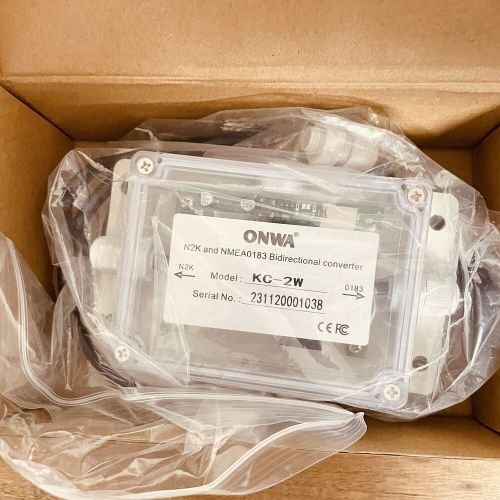 ONWA®
N2K and NMEA0183 Bidirectional converter
N2K 0183
Model: KC-2W
Serial No.: 231120001038
CE FC